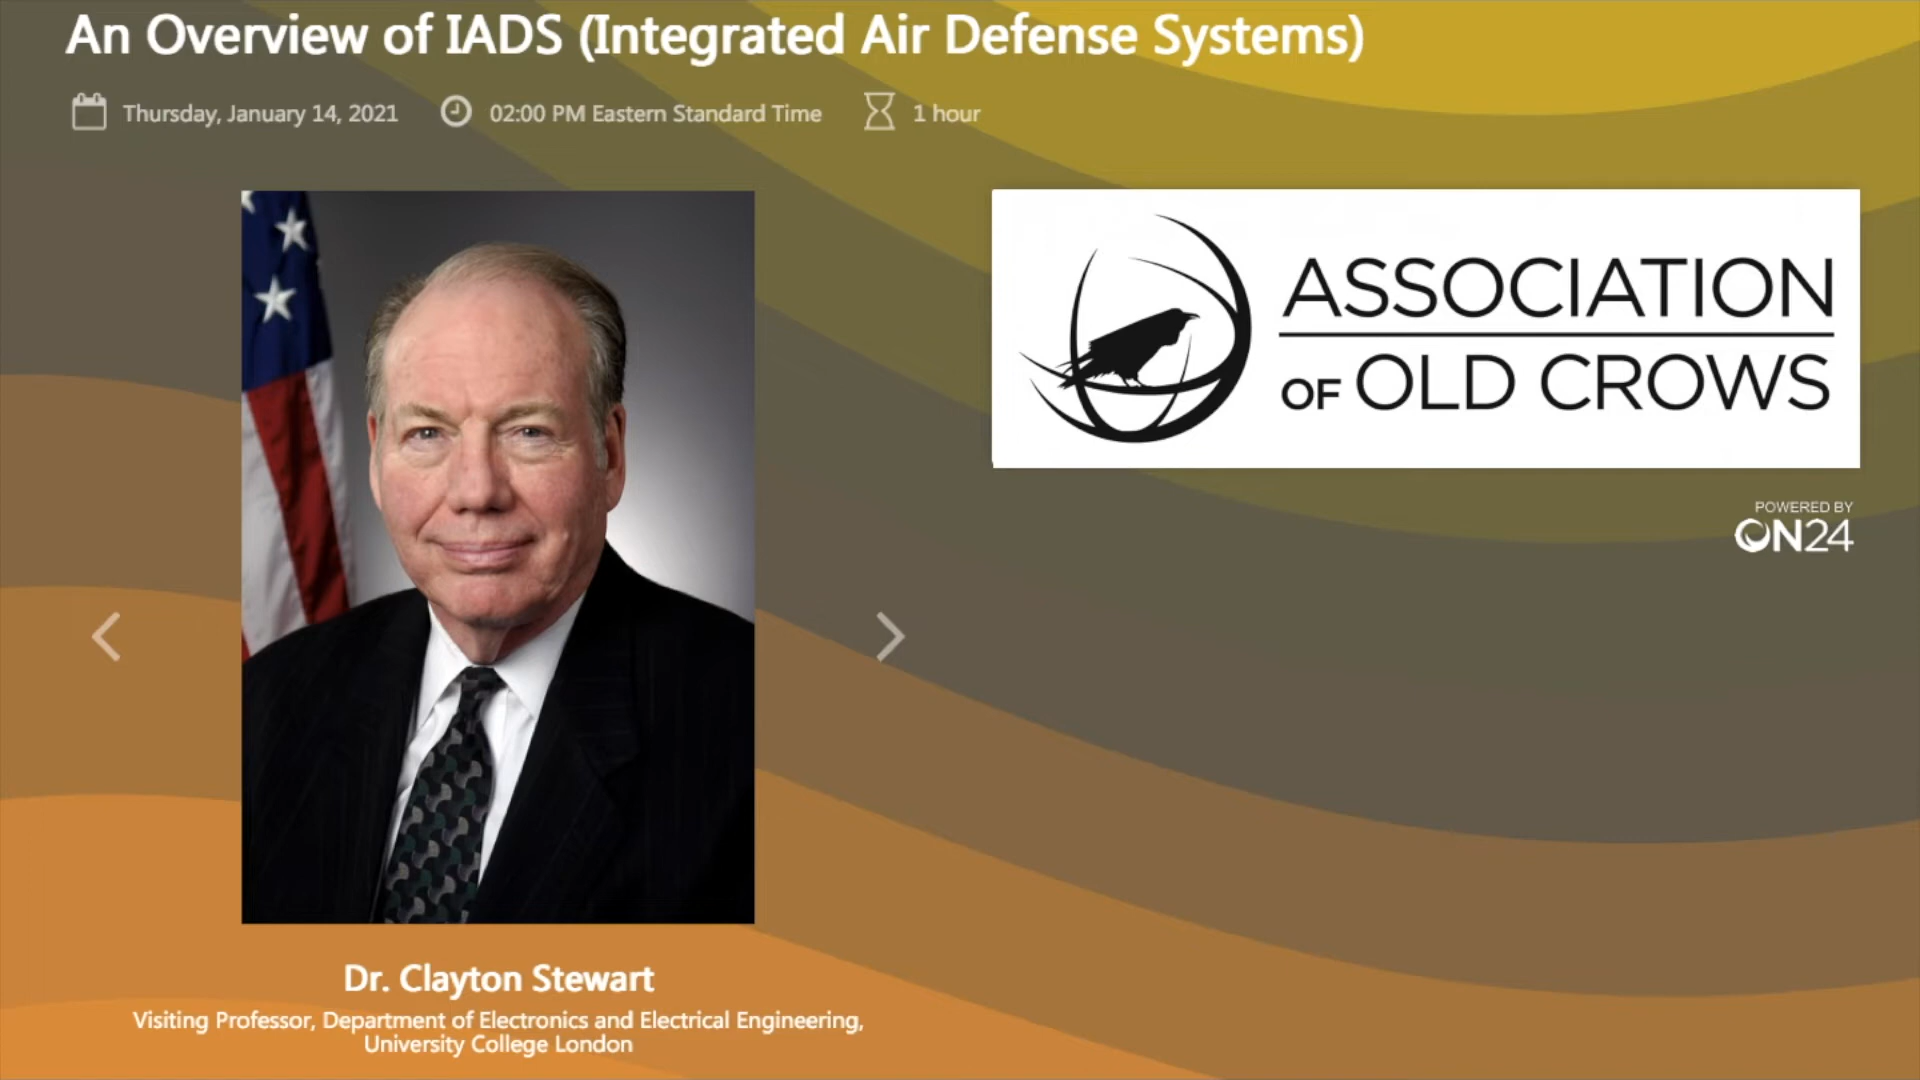 An Overview of IADS (Integrated Air Defense Systems)
Thursday, January 14, 2021 02:00 PM Eastern Standard Time 1 hour
ASSOCIATION
OF OLD CROWS
POWERED BY
ON24
Dr. Clayton Stewart
Visiting Professor, Department of Electronics and Electrical Engineering,
University College London